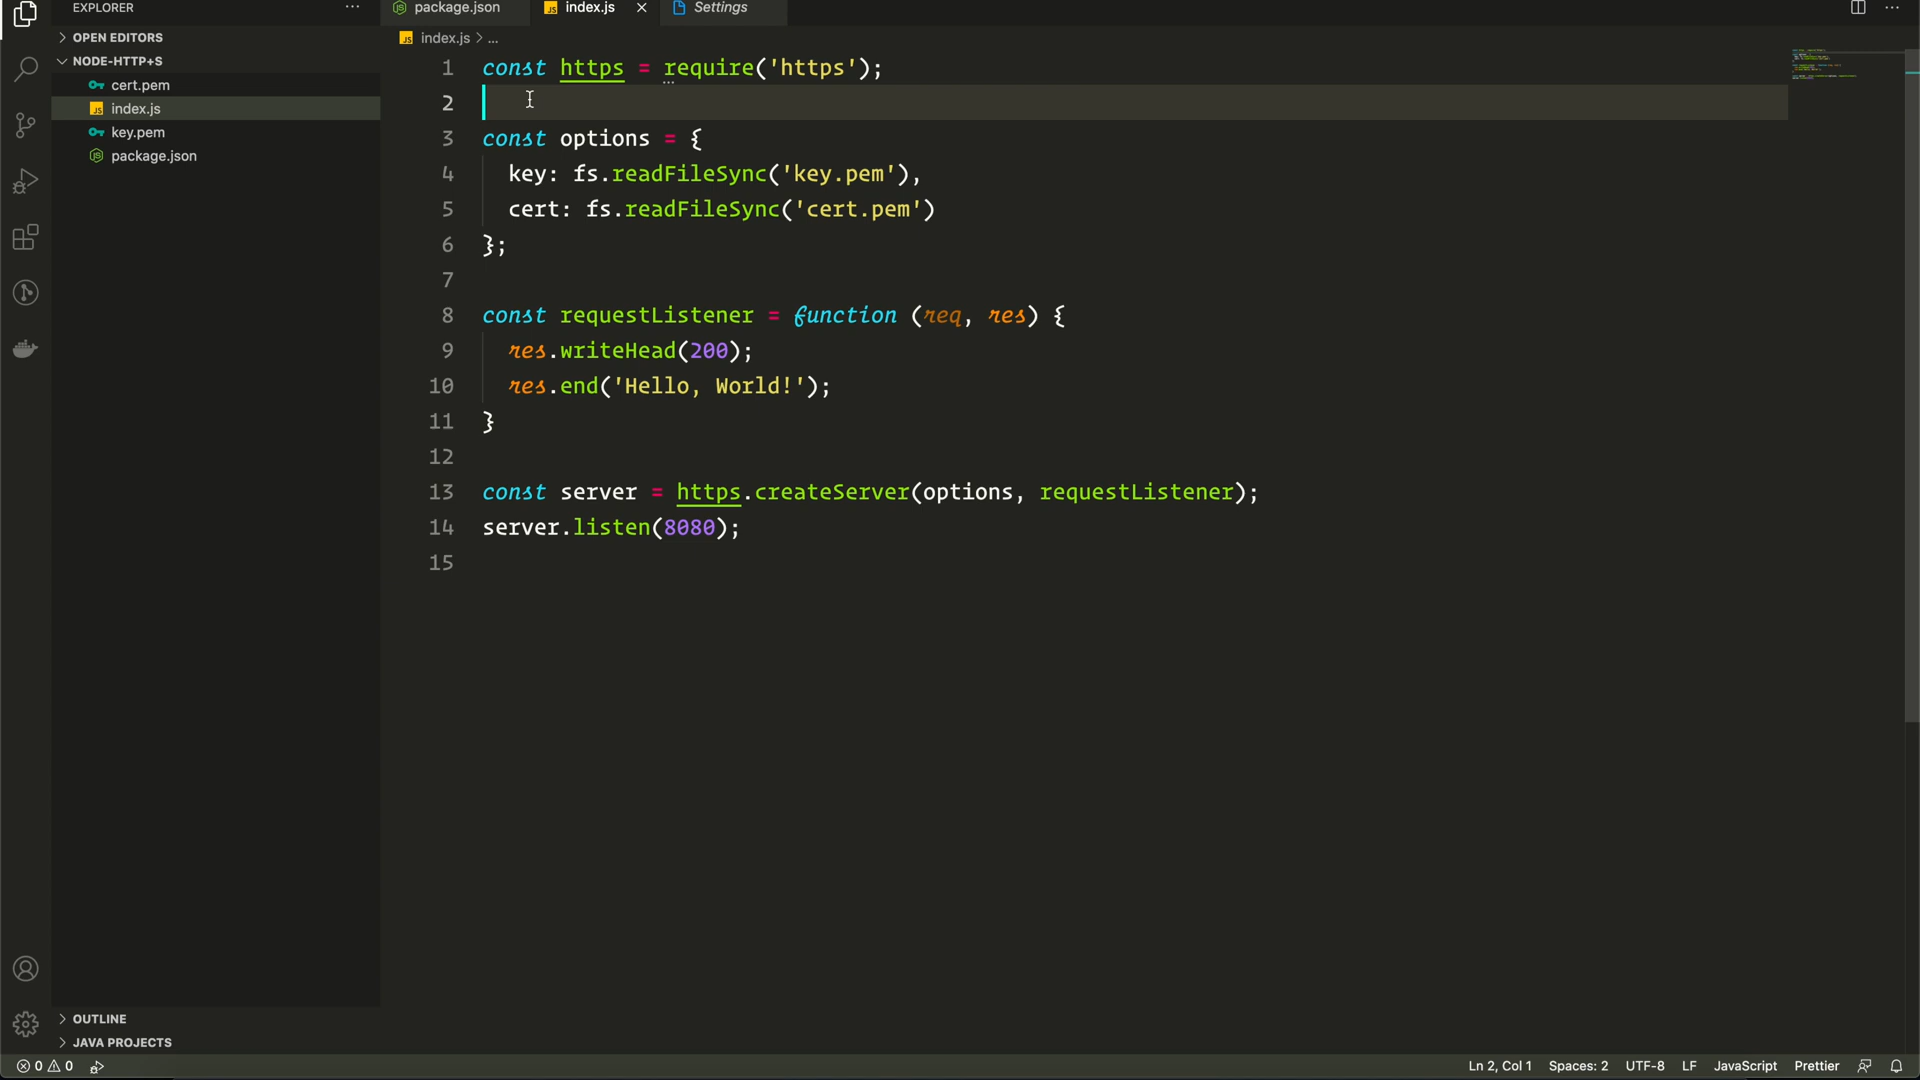 EXPLORER
OPEN EDITORS
NODE-HTTP+S
cert.pem
index.js
key.pem
package.json
package.json
index.js
Settings
index.js > ...
1 const https = require('https');
2
3 const options = {
4 key: fs.readFileSync('key.pem'),
5 cert: fs.readFileSync('cert.pem')
6 };
7
8 const requestListener = function (req, res) {
9 res.writeHead(200);
10 res.end('Hello, World!');
11 }
12
13 const server = https.createServer(options, requestListener);
14 server.listen(8080);
15
OUTLINE
JAVA PROJECTS
0 0
Ln 2, Col 1 Spaces: 2 UTF-8 LF JavaScript Prettier